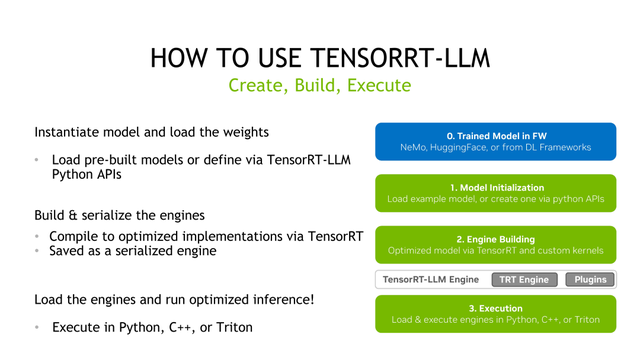 HOW TO USE TENSORRT-LLM
Create, Build, Execute
Instantiate model and load the weights
• Load pre-built models or define via TensorRT-LLM
Python APIs
Build & serialize the engines
• Compile to optimized implementations via TensorRT
• Saved as a serialized engine
Load the engines and run optimized inference!
• Execute in Python, C++, or Triton
0. Trained Model in FW
NeMo, HuggingFace, or from DL Frameworks
1. Model Initialization
Load example model, or create one via python APIs
2. Engine Building
Optimized model via TensorRT and custom kernels
TensorRT-LLM Engine TRT Engine Plugins
3. Execution
Load & execute engines in Python, C++, or Triton